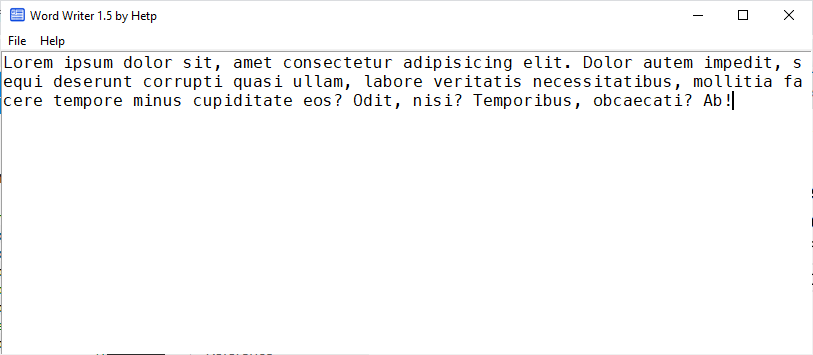 Word Writer 1.5 by Hetp
File Help
Lorem ipsum dolor sit, amet consectetur adipisicing elit. Dolor autem impedit, s
equi deserunt corrupti quasi ullam, labore veritatis necessitatibus, mollitia fa
cere tempore minus cupiditate eos? Odit, nisi? Temporibus, obcaecati? Ab!